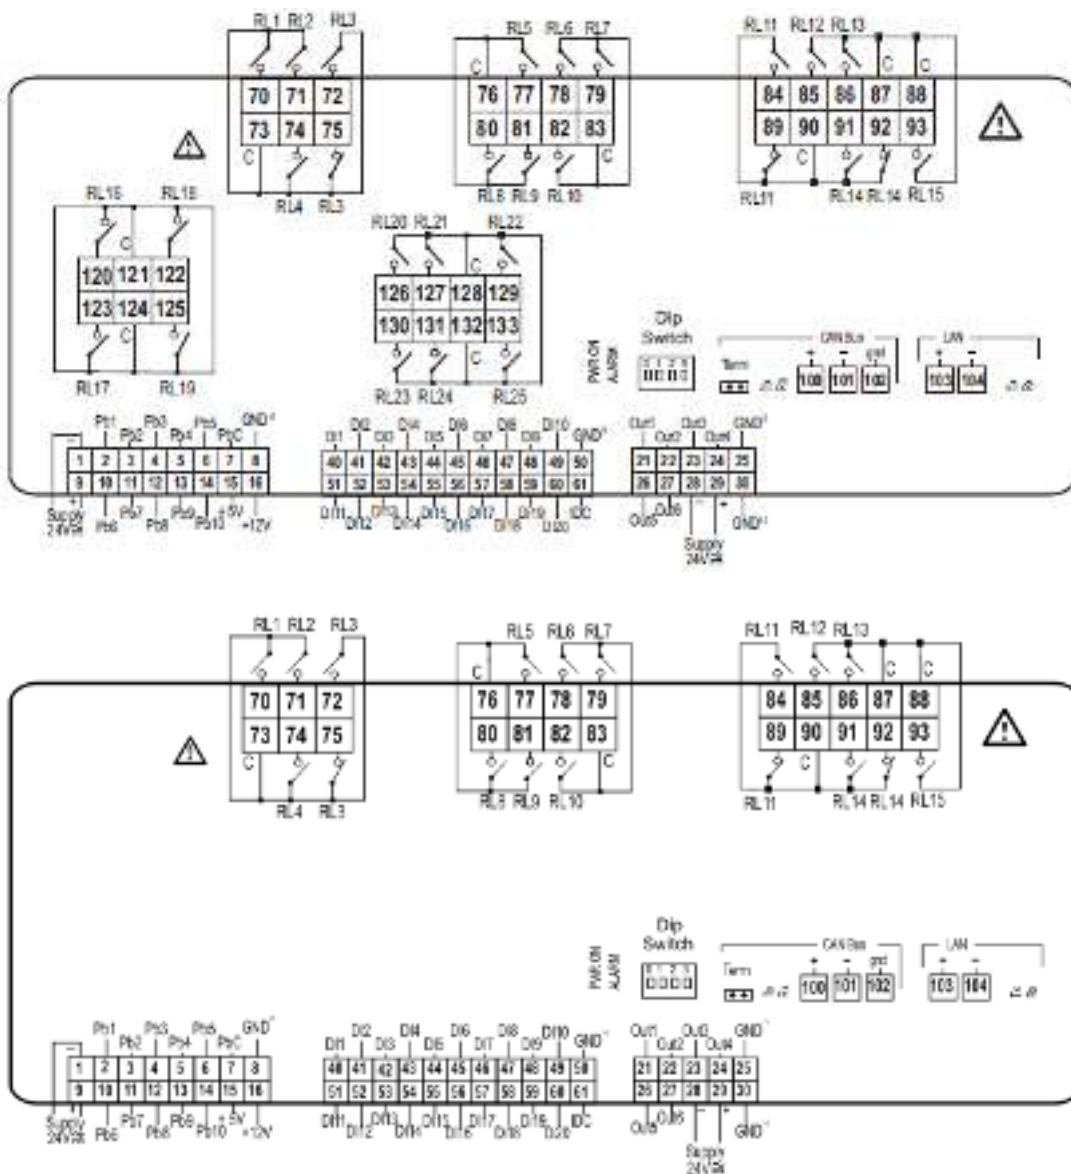 RL1 RL2 RL3
RL5 RL6 RL7
RL11 RL12 RL13
C
C C
70 71 72
76 77 78 79
84 85 86 87 88
73 74 75
80 81 82 83
89 90 91 92 93
C
C
C
RL4 RL3
RL8 RL9 RL10
RL11 RL14 RL14 RL15
RL16 RL18
C
120 121 122
123 124 125
C
RL17 RL19
RL20 RL21 RL22
C
126 127 128 129
130 131 132 133
C
RL23 RL24 RL25
PWR.ON
ALARM
Dip
Switch
0 1 2 3
Term
CAN Bus
+ - gnd
100 101 102
LAN
+ -
103 104
Pb1 Pb3 Pb5 GND
Pb2 Pb4 PbC
- 
1 2 3 4 5 6 7 8
9 10 11 12 13 14 15 16
+
Supply
24V
Pb7 Pb9 +5V
Pb6 Pb8 Pb10 +12V
DI2 DI4 DI6 DI8 DI10
DI1 DI3 DI5 DI7 DI9 GND
40 41 42 43 44 45 46 47 48 49 50
51 52 53 54 55 56 57 58 59 60 61
DI11 DI13 DI15 DI17 DI19 IDC
DI12 DI14 DI16 DI18 DI20
Out1 Out3 GND
Out2 Out4
21 22 23 24 25
26 27 28 29 30
Out5 Out6 - +
GND
Supply
24V
RL1 RL2 RL3
RL5 RL6 RL7
RL11 RL12 RL13
C
C C
70 71 72
76 77 78 79
84 85 86 87 88
73 74 75
80 81 82 83
89 90 91 92 93
C
C
C
RL4 RL3
RL8 RL9 RL10
RL11 RL14 RL14 RL15
PWR.ON
ALARM
Dip
Switch
0 1 2 3
Term
CAN Bus
+ - gnd
100 101 102
LAN
+ -
103 104
Pb1 Pb3 Pb5 GND
Pb2 Pb4 PbC
-
1 2 3 4 5 6 7 8
9 10 11 12 13 14 15 16
+
Supply
24V
Pb7 Pb9 +5V
Pb6 Pb8 Pb10 +12V
DI2 DI4 DI6 DI8 DI10
DI1 DI3 DI5 DI7 DI9 GND
40 41 42 43 44 45 46 47 48 49 50
51 52 53 54 55 56 57 58 59 60 61
DI11 DI13 DI15 DI17 DI19 IDC
DI12 DI14 DI16 DI18 DI20
Out1 Out3 GND
Out2 Out4
21 22 23 24 25
26 27 28 29 30
Out5 Out6 - +
GND
Supply
24V